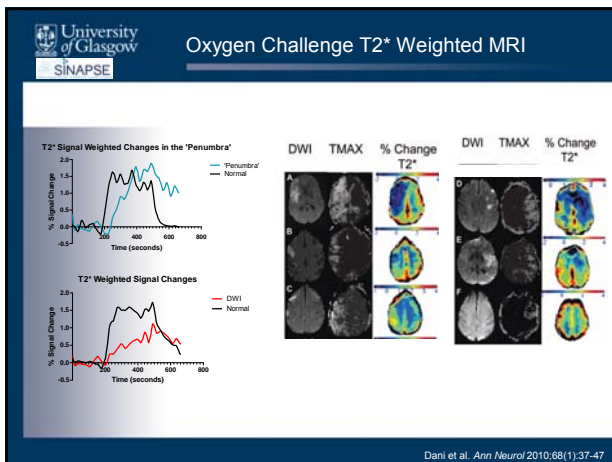 University
of Glasgow
SINAPSE
Oxygen Challenge T2* Weighted MRI
T2* Signal Weighted Changes in the 'Penumbra'
% Signal Change
2.0
1.5
1.0
0.5
0.0
-0.5
200
400
600
800
Time (seconds)
'Penumbra'
Normal
T2* Weighted Signal Changes
% Signal Change
2.0
1.5
1.0
0.5
0.0
-0.5
200
400
600
800
Time (seconds)
DWI
Normal
DWI TMAX % Change
T2*
A
B
C
DWI TMAX % Change
T2*
D
E
F
Dani et al. Ann Neurol 2010;68(1):37-47